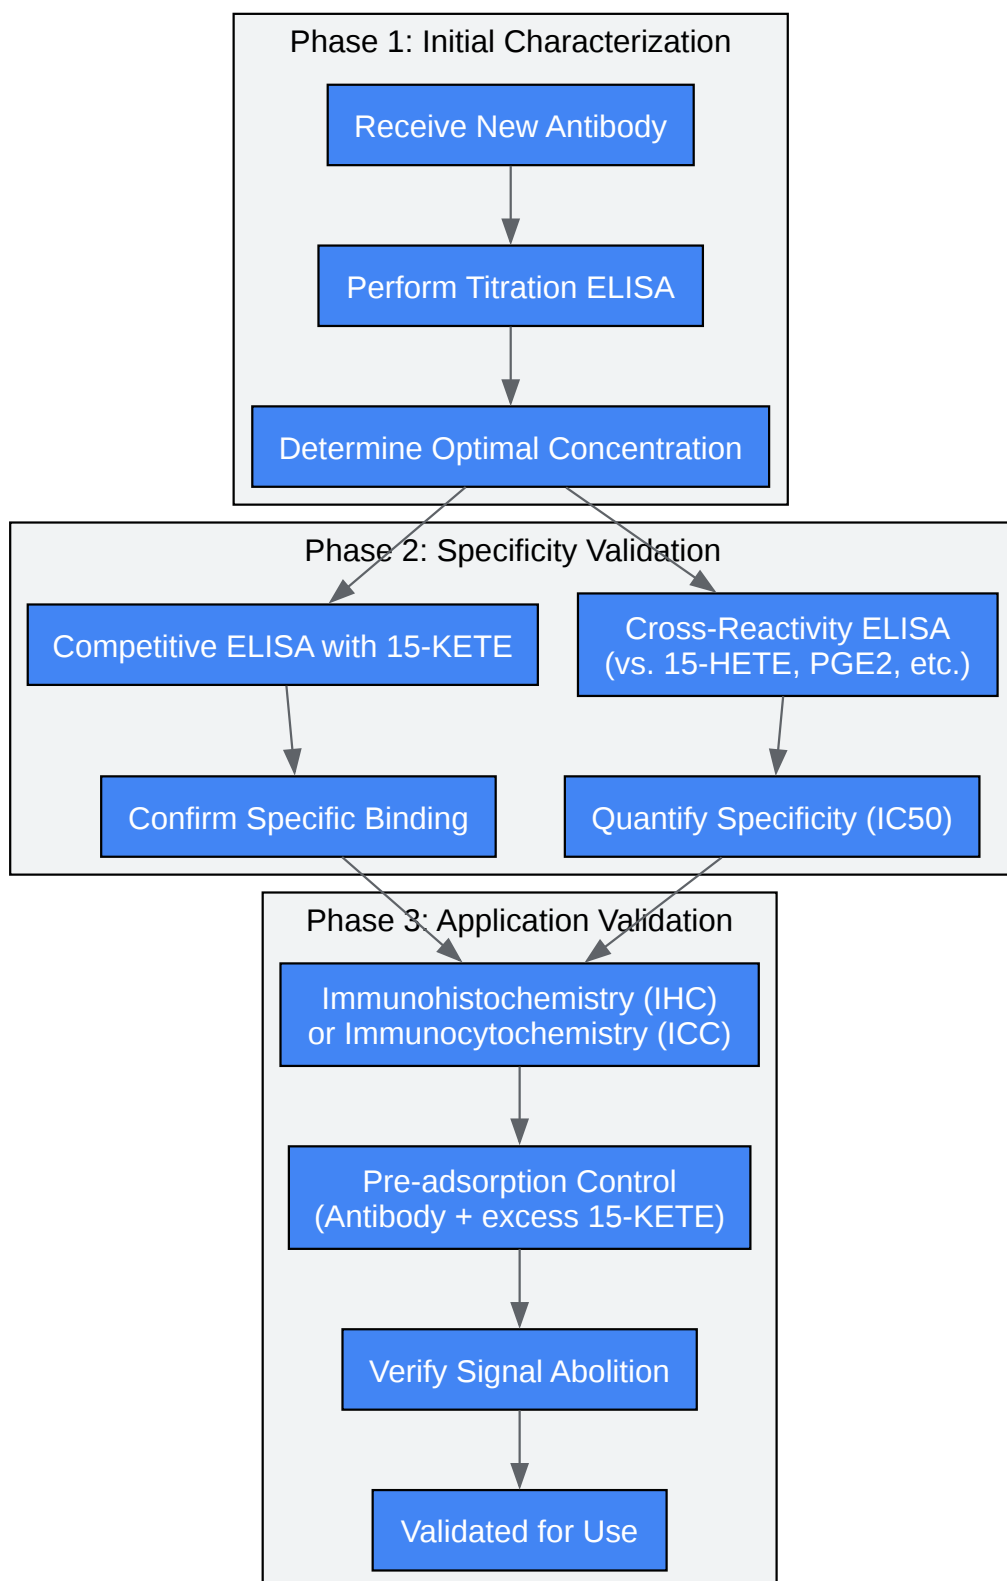 Phase 1: Initial Characterization
Receive New Antibody
Perform Titration ELISA
Determine Optimal Concentration
Phase 2: Specificity Validation
Competitive ELISA with 15-KETE
Cross-Reactivity ELISA
(vs. 15-HETE, PGE2, etc.)
Confirm Specific Binding
Quantify Specificity (IC50)
Phase 3: Application Validation
Immunohistochemistry (IHC)
or Immunocytochemistry (ICC)
Pre-adsorption Control
(Antibody + excess 15-KETE)
Verify Signal Abolition
Validated for Use